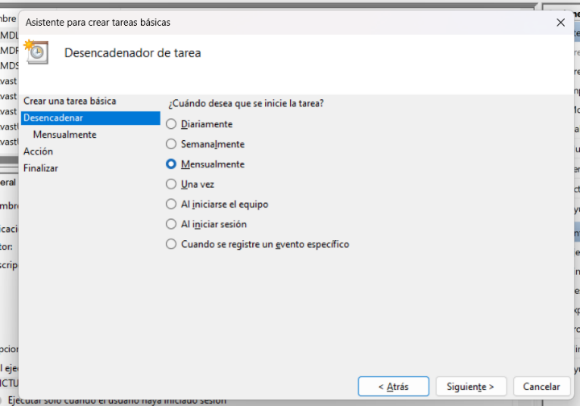 Asistente para crear tareas básicas
Desencadenador de tarea
Crear una tarea básica
Desencadenar
Mensualmente
Acción
Finalizar
¿Cuándo desea que se inicie la tarea?
Diariamente
Semanalmente
Mensualmente
Una vez
Al iniciarse el equipo
Al iniciar sesión
Cuando se registre un evento específico
< Atrás
Siguiente >
Cancelar
Ejecutar solo cuando el usuario haya iniciado sesión